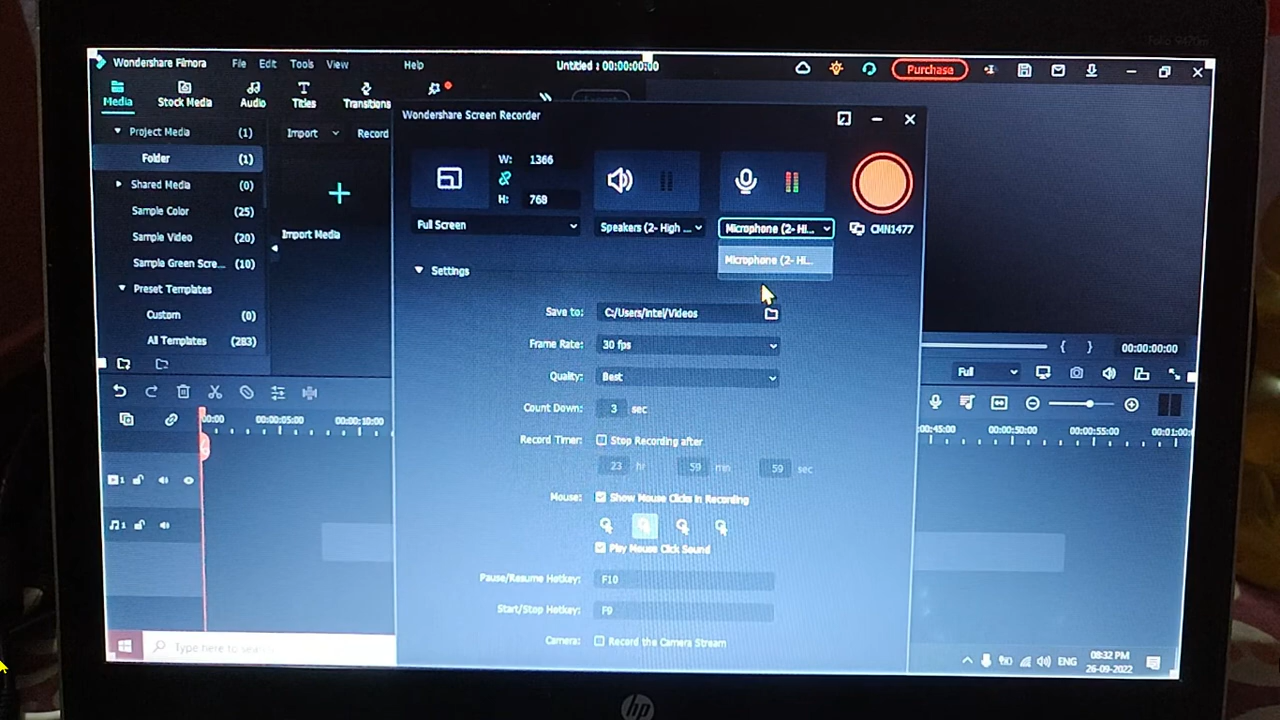 Wondershare Filmora File Edit Tools View Help Untitled : 00:00:00:00 Purchase
Media Stock Media Audio Titles Transitions
Wondershare Screen Recorder
Project Media (1) Import Record
Folder (1)
Shared Media (0)
Sample Color (25)
Sample Video (20)
Sample Green Scre... (10)
Preset Templates
Custom (0)
All Templates (283)
Import Media
W: 1366
H: 768
Full Screen Speakers (2- High ... Microphone (2- Hi... CMN1477
Microphone (2- Hi...
Settings
Save to: C:/Users/Intel/Videos
Frame Rate: 30 fps
Quality: Best
Count Down: 3 sec
Record Timer: Stop Recording after
23 hr 59 min 59 sec
Mouse: Show Mouse Clicks in Recording
Play Mouse Click Sound
Pause/Resume Hotkey: F10
Start/Stop Hotkey: F9
Camera: Record the Camera Stream
{ } 00:00:00:00
Full
00:00 00:00:05:00 00:00:10:00
:45:00 00:00:50:00 00:00:55:00 00:01:00:
1
1
Type here to sear
ENG 08:32 PM
26-09-2022
hp